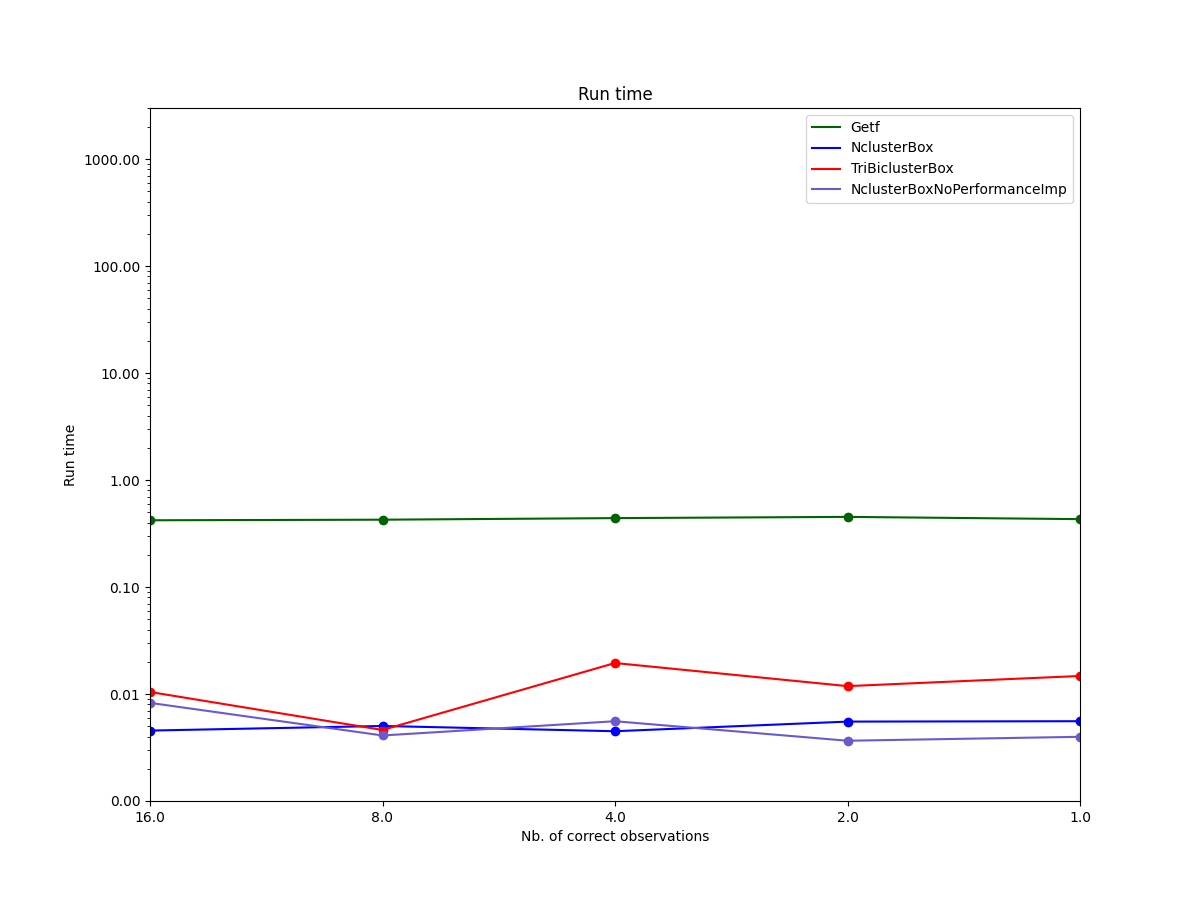 Run time
Getf
NclusterBox
TriBiclusterBox
NclusterBoxNoPerformanceImp
1000.00
100.00
10.00
1.00
0.10
0.01
0.00
Run time
16.0 8.0 4.0 2.0 1.0
Nb. of correct observations